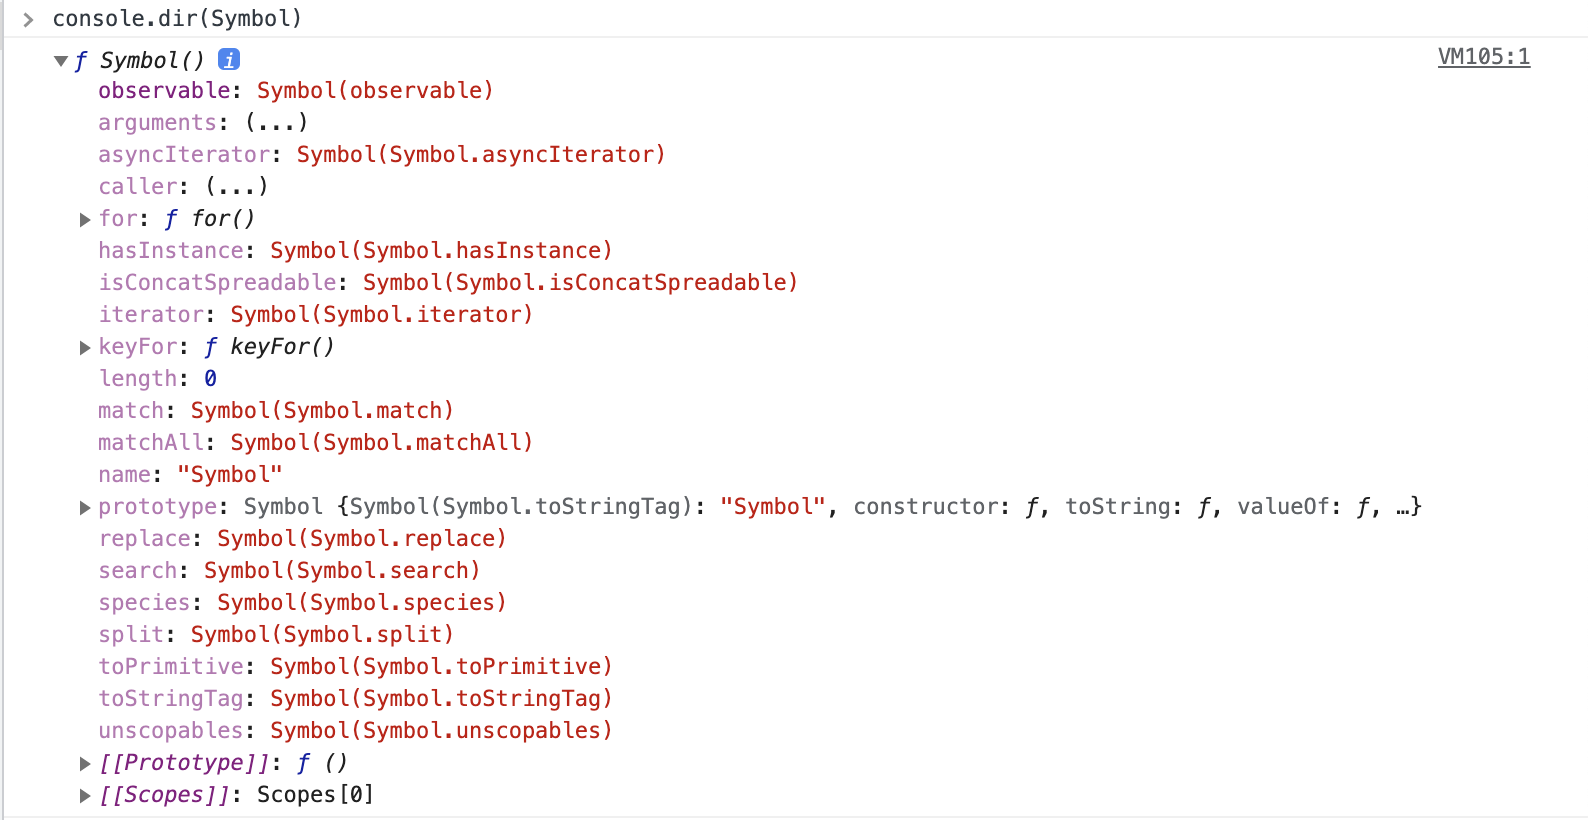 > console.dir(Symbol)
▼ƒ Symbol() i VM105:1
observable: Symbol(observable)
arguments: (...)
asyncIterator: Symbol(Symbol.asyncIterator)
caller: (...)
▶for: ƒ for()
hasInstance: Symbol(Symbol.hasInstance)
isConcatSpreadable: Symbol(Symbol.isConcatSpreadable)
iterator: Symbol(Symbol.iterator)
▶keyFor: ƒ keyFor()
length: 0
match: Symbol(Symbol.match)
matchAll: Symbol(Symbol.matchAll)
name: "Symbol"
▶prototype: Symbol {Symbol(Symbol.toStringTag): "Symbol", constructor: ƒ, toString: ƒ, valueOf: ƒ, …}
replace: Symbol(Symbol.replace)
search: Symbol(Symbol.search)
species: Symbol(Symbol.species)
split: Symbol(Symbol.split)
toPrimitive: Symbol(Symbol.toPrimitive)
toStringTag: Symbol(Symbol.toStringTag)
unscopables: Symbol(Symbol.unscopables)
▶[[Prototype]]: ƒ ()
▶[[Scopes]]: Scopes[0]